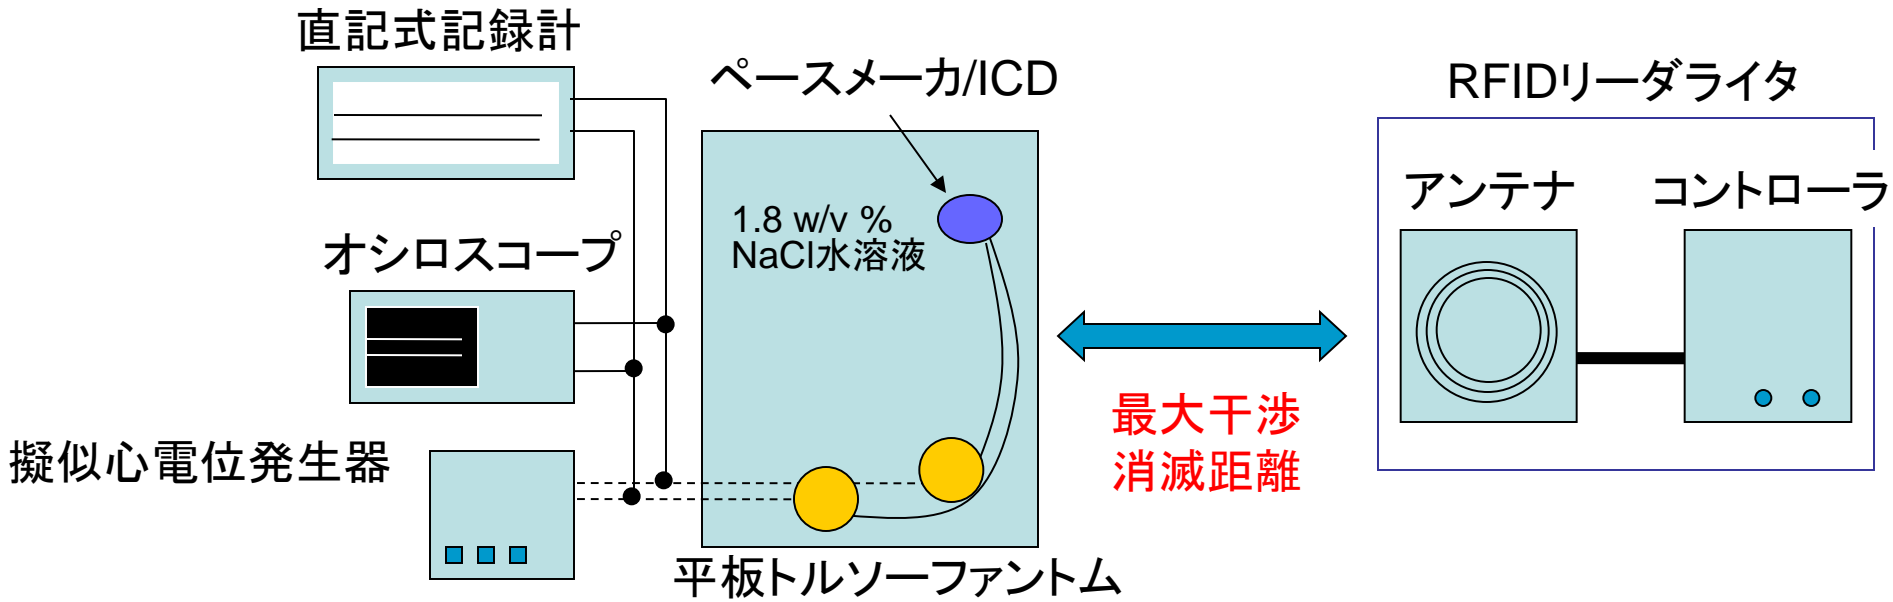 直記式記録計
ペースメーカ/ICD
RFIDリーダライタ
アンテナ
コントローラ
1.8 w/v %
NaCl水溶液
オシロスコープ
最大干渉
消滅距離
擬似心電位発生器
平板トルソーファントム